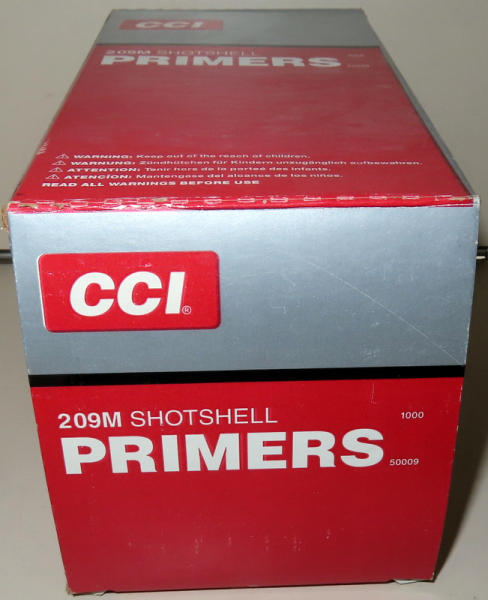 CCI
209M SHOTSHELL
PRIMERS
WARNING: Keep out of the reach of children.
WARNUNG: Zündhütchen für Kindern unzugänglich aufbewahren.
ATTENTION: Tenir hors de la porteé des infants.
ATENCIÓN: Mantengase del alcance de los niños.
READ ALL WARNINGS BEFORE USE
CCI®
209M SHOTSHELL 1000
PRIMERS 50009